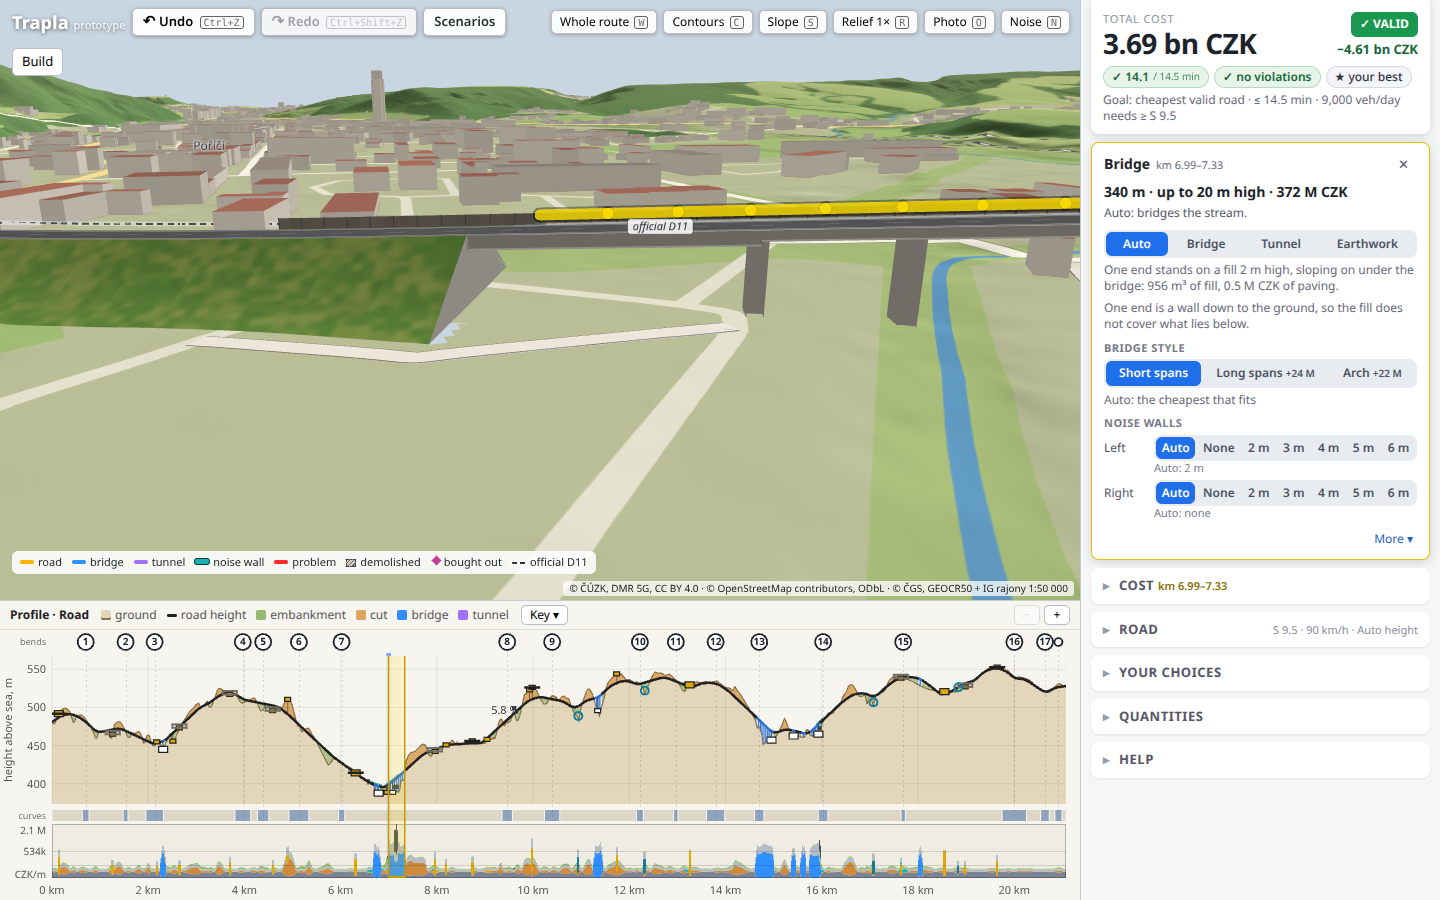 Trapla prototype
↶ Undo Ctrl+Z
↷ Redo Ctrl+Shift+Z
Scenarios
Whole route W
Contours C
Slope S
Relief 1× R
Photo O
Noise N
Build
Poříčí
official D11
road
bridge
tunnel
noise wall
problem
demolished
bought out
official D11
© ČÚZK, DMR 5G, CC BY 4.0 · © OpenStreetMap contributors, ODbL · © ČGS, GEOCR50 + IG rajony 1:50 000
Profile · Road
ground
road height
embankment
cut
bridge
tunnel
Key ▾
−
+
bends
1 2 3 4 5 6 7 8 9 10 11 12 13 14 15 16 17
height above sea, m
550
500
450
400
5.8 %
curves
2.1 M
534k
CZK/m
0 km 2 km 4 km 6 km 8 km 10 km 12 km 14 km 16 km 18 km 20 km
TOTAL COST
✓ VALID
3.69 bn CZK
−4.61 bn CZK
✓ 14.1 / 14.5 min
✓ no violations
★ your best
Goal: cheapest valid road · ≤ 14.5 min · 9,000 veh/day
needs ≥ S 9.5
Bridge km 6.99–7.33
✕
340 m · up to 20 m high · 372 M CZK
Auto: bridges the stream.
Auto Bridge Tunnel Earthwork
One end stands on a fill 2 m high, sloping on under the
bridge: 956 m³ of fill, 0.5 M CZK of paving.
One end is a wall down to the ground, so the fill does
not cover what lies below.
BRIDGE STYLE
Short spans Long spans +24 M Arch +22 M
Auto: the cheapest that fits
NOISE WALLS
Left Auto None 2 m 3 m 4 m 5 m 6 m
Auto: 2 m
Right Auto None 2 m 3 m 4 m 5 m 6 m
Auto: none
More ▾
▸ COST km 6.99–7.33
▸ ROAD S 9.5 · 90 km/h · Auto height
▸ YOUR CHOICES
▸ QUANTITIES
▸ HELP